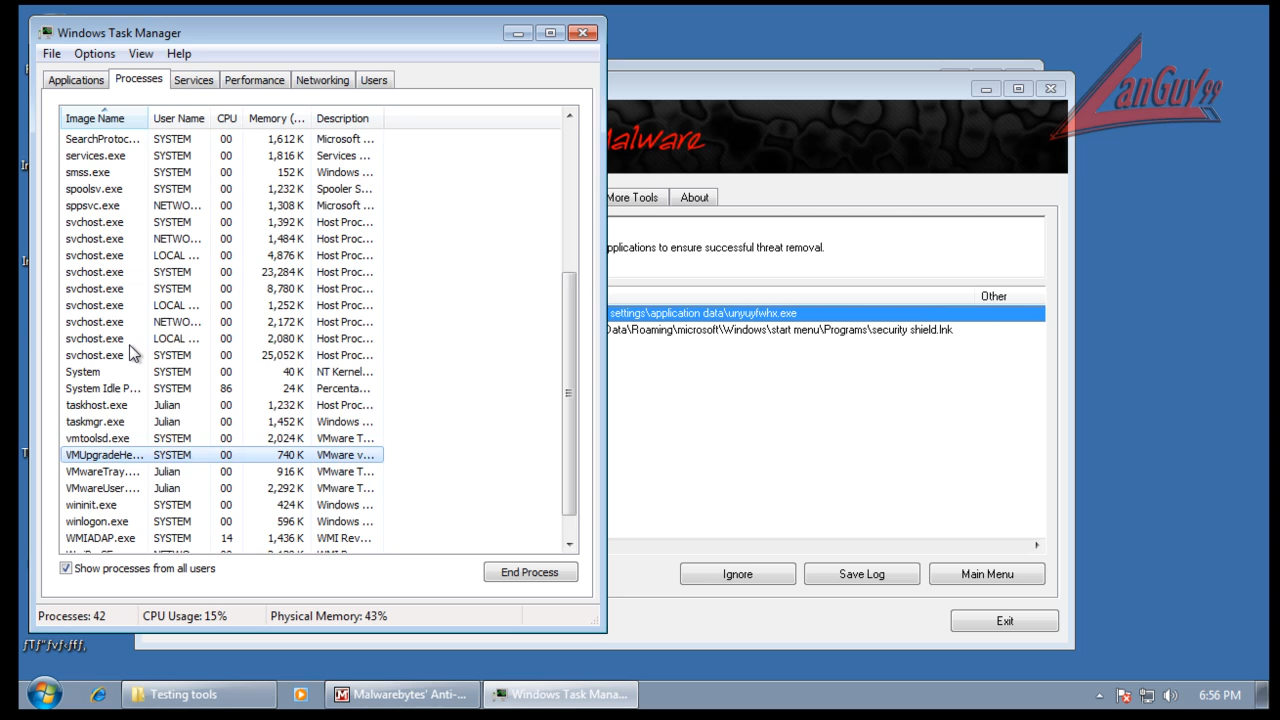 Windows Task Manager
File Options View Help
Applications Processes Services Performance Networking Users
Image Name User Name CPU Memory (... Description
SearchProtoc... SYSTEM 00 1,612 K Microsoft ...
services.exe SYSTEM 00 1,816 K Services ...
smss.exe SYSTEM 00 152 K Windows ...
spoolsv.exe SYSTEM 00 1,232 K Spooler S...
sppsvc.exe NETWO... 00 1,308 K Microsoft ...
svchost.exe SYSTEM 00 1,392 K Host Proc...
svchost.exe NETWO... 00 1,484 K Host Proc...
svchost.exe LOCAL ... 00 4,876 K Host Proc...
svchost.exe SYSTEM 00 23,284 K Host Proc...
svchost.exe SYSTEM 00 8,780 K Host Proc...
svchost.exe LOCAL ... 00 1,252 K Host Proc...
svchost.exe NETWO... 00 2,172 K Host Proc...
svchost.exe LOCAL ... 00 2,080 K Host Proc...
svchost.exe SYSTEM 00 25,052 K Host Proc...
System SYSTEM 00 40 K NT Kernel...
System Idle P... SYSTEM 86 24 K Percenta...
taskhost.exe Julian 00 1,232 K Host Proc...
taskmgr.exe Julian 00 1,452 K Windows ...
vmtoolsd.exe SYSTEM 00 2,024 K VMware T...
VMUpgradeHe... SYSTEM 00 740 K VMware v...
VMwareTray.... Julian 00 916 K VMware T...
VMwareUser.... Julian 00 2,292 K VMware T...
wininit.exe SYSTEM 00 424 K Windows ...
winlogon.exe SYSTEM 00 596 K Windows ...
WMIADAP.exe SYSTEM 14 1,436 K WMI Rev...
Show processes from all users
End Process
Processes: 42 CPU Usage: 15% Physical Memory: 43%
LanGuy99
alware
More Tools About
pplications to ensure successful threat removal.
Other
settings\application data\unyuyfwhx.exe
Data\Roaming\microsoft\Windows\start menu\Programs\security shield.lnk
Ignore Save Log Main Menu
Exit
Testing tools Malwarebytes' Anti-... Windows Task Mana... 6:56 PM